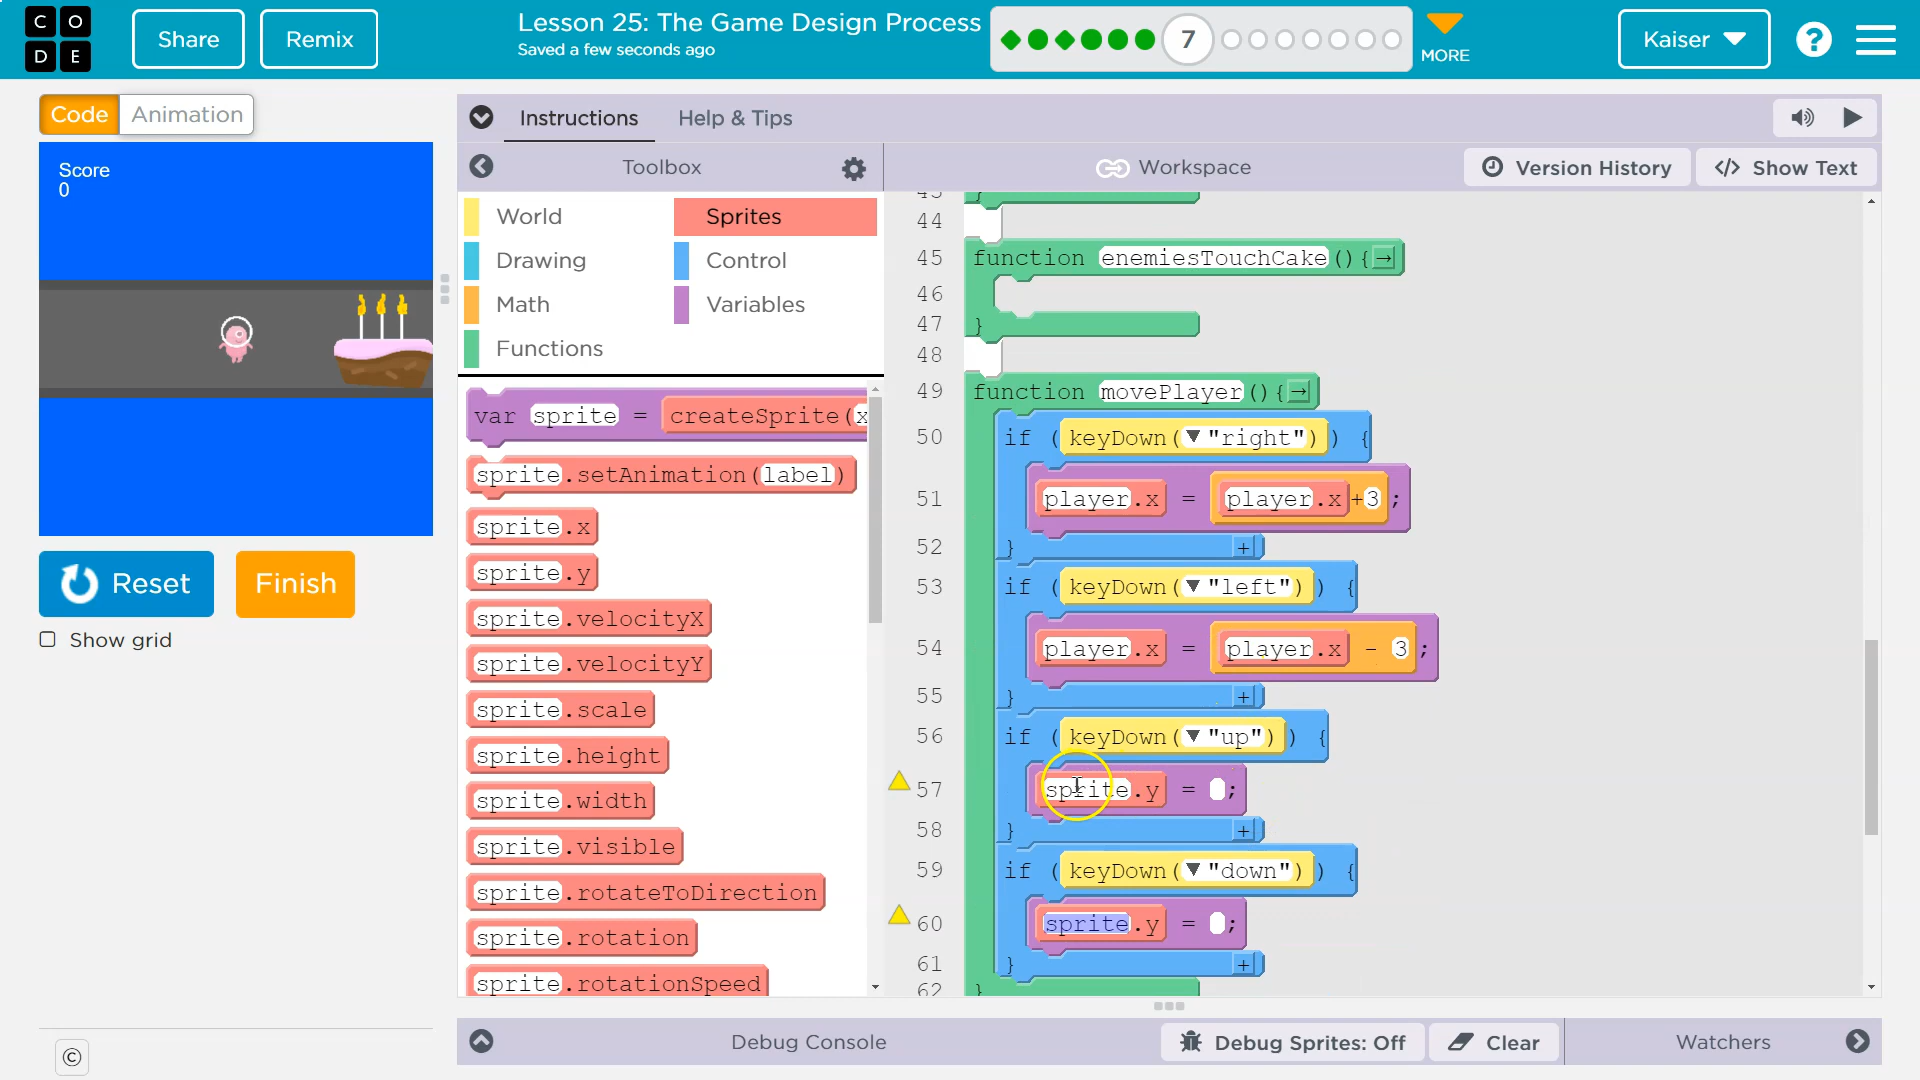 C O
D E
Share
Remix
Lesson 25: The Game Design Process
Saved a few seconds ago
7
MORE
Kaiser
?
Code
Animation
Instructions
Help & Tips
Toolbox
Workspace
Version History
</> Show Text
Score
0
Reset
Finish
Show grid
©
World
Sprites
Drawing
Control
Math
Variables
Functions
var sprite = createSprite(x
sprite.setAnimation(label)
sprite.x
sprite.y
sprite.velocityX
sprite.velocityY
sprite.scale
sprite.height
sprite.width
sprite.visible
sprite.rotateToDirection
sprite.rotation
sprite.rotationSpeed
44
45 function enemiesTouchCake(){→
46
47 }
48
49 function movePlayer(){→
50 if (keyDown(▼"right")) {
51 player.x = player.x+3;
52 } +
53 if (keyDown(▼"left")) {
54 player.x = player.x - 3;
55 } +
56 if (keyDown(▼"up")) {
57 sprite.y = ;
58 } +
59 if (keyDown(▼"down")) {
60 sprite.y = ;
61 } +
62 }
Debug Console
Debug Sprites: Off
Clear
Watchers